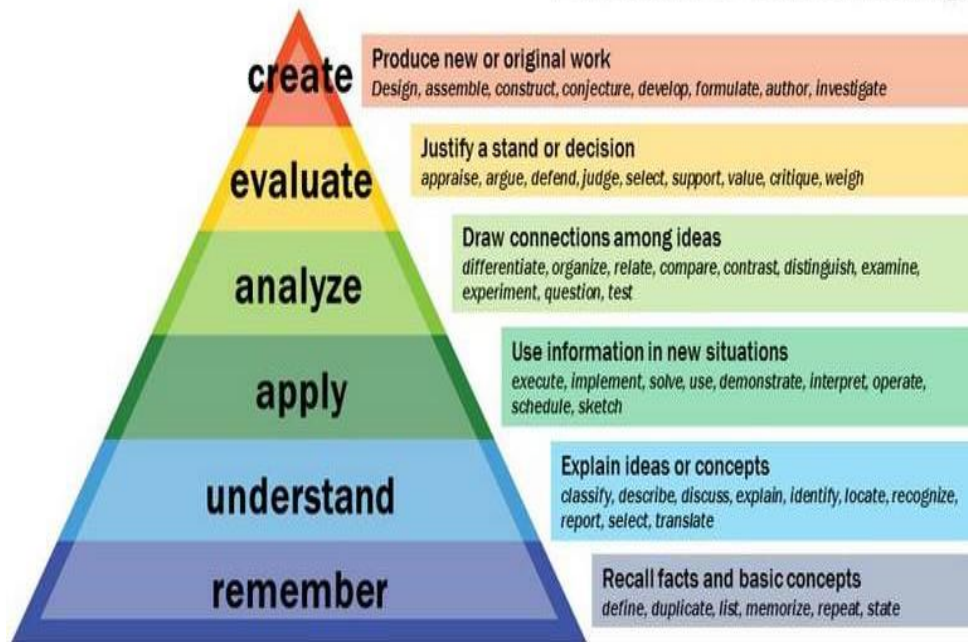 create
Produce new or original work
Design, assemble, construct, conjecture, develop, formulate, author, investigate
evaluate
Justify a stand or decision
appraise, argue, defend, judge, select, support, value, critique, weigh
analyze
Draw connections among ideas
differentiate, organize, relate, compare, contrast, distinguish, examine,
experiment, question, test
apply
Use information in new situations
execute, implement, solve, use, demonstrate, interpret, operate,
schedule, sketch
understand
Explain ideas or concepts
classify, describe, discuss, explain, identify, locate, recognize,
report, select, translate
remember
Recall facts and basic concepts
define, duplicate, list, memorize, repeat, state